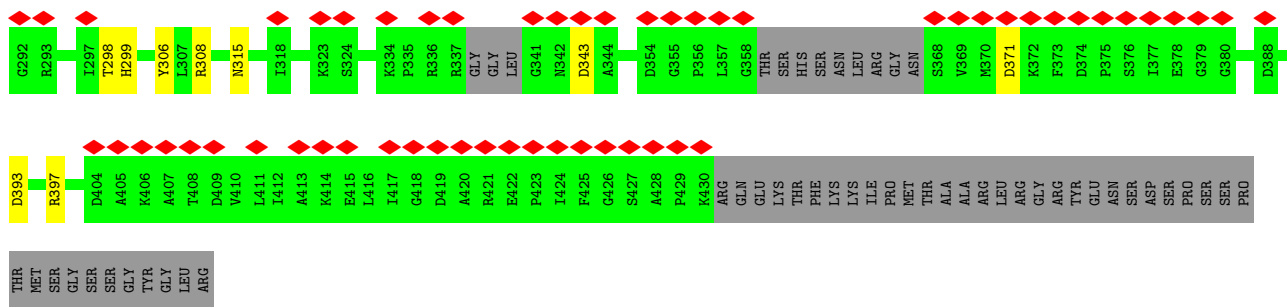 G292 R293 I297 T298 H299 Y306 L307 R308 N315 I318 K323 S324 K334 P335 R336 R337 GLY GLY LEU G341 N342 D343 A344 D354 G355 P356 L357 G358 THR SER HIS SER ASN LEU ARG GLY ASN S368 V369 M370 D371 K372 F373 D374 P375 S376 I377 E378 G379 G380 D388
D393 R397 D404 A405 K406 A407 T408 D409 V410 L411 I412 A413 K414 E415 L416 I417 G418 D419 A420 R421 E422 P423 I424 F425 G426 S427 A428 P429 K430 ARG GLN GLU LYS THR PHE LYS LYS ILE PRO MET THR ALA ALA ARG LEU ARG GLY ARG TYR GLU ASN SER ASP SER PRO SER SER PRO
THR MET SER GLY SER SER GLY TYR GLY LEU ARG